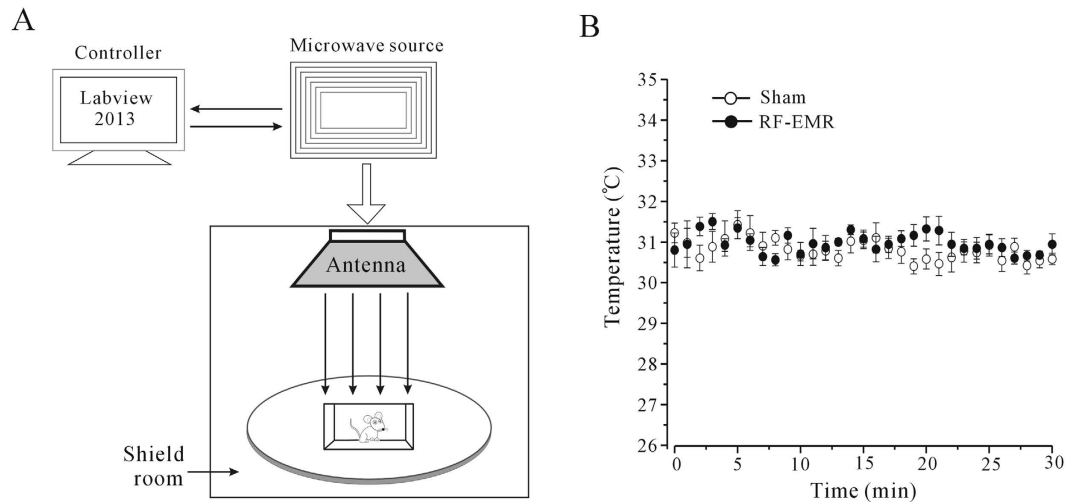 A
Controller
Labview
2013
Microwave source
Antenna
Shield
room
B
Sham
RF-EMR
Temperature (℃)
35
34
33
32
31
30
29
28
27
26
0 5 10 15 20 25 30
Time (min)